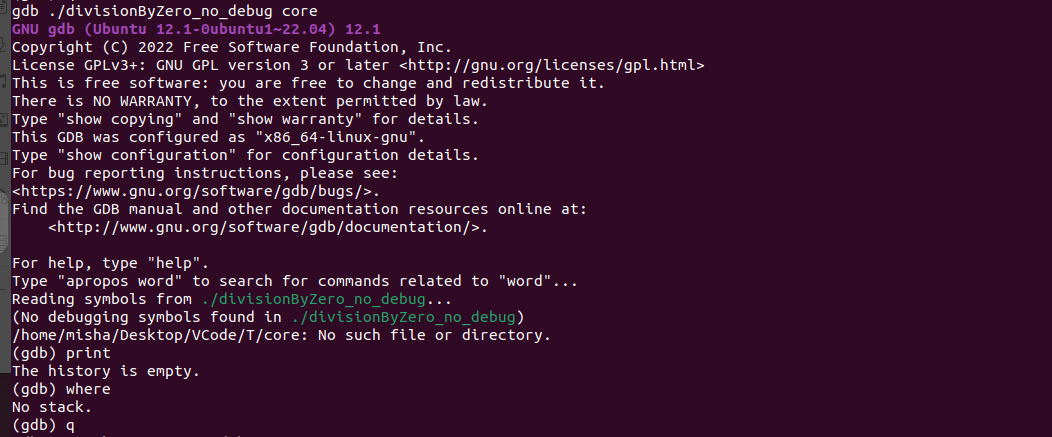 gdb ./divisionByZero_no_debug core
GNU gdb (Ubuntu 12.1-0ubuntu1~22.04) 12.1
Copyright (C) 2022 Free Software Foundation, Inc.
License GPLv3+: GNU GPL version 3 or later <http://gnu.org/licenses/gpl.html>
This is free software: you are free to change and redistribute it.
There is NO WARRANTY, to the extent permitted by law.
Type "show copying" and "show warranty" for details.
This GDB was configured as "x86_64-linux-gnu".
Type "show configuration" for configuration details.
For bug reporting instructions, please see:
<https://www.gnu.org/software/gdb/bugs/>.
Find the GDB manual and other documentation resources online at:
    <http://www.gnu.org/software/gdb/documentation/>.

For help, type "help".
Type "apropos word" to search for commands related to "word"...
Reading symbols from ./divisionByZero_no_debug...
(No debugging symbols found in ./divisionByZero_no_debug)
/home/misha/Desktop/VCode/T/core: No such file or directory.
(gdb) print
The history is empty.
(gdb) where
No stack.
(gdb) q